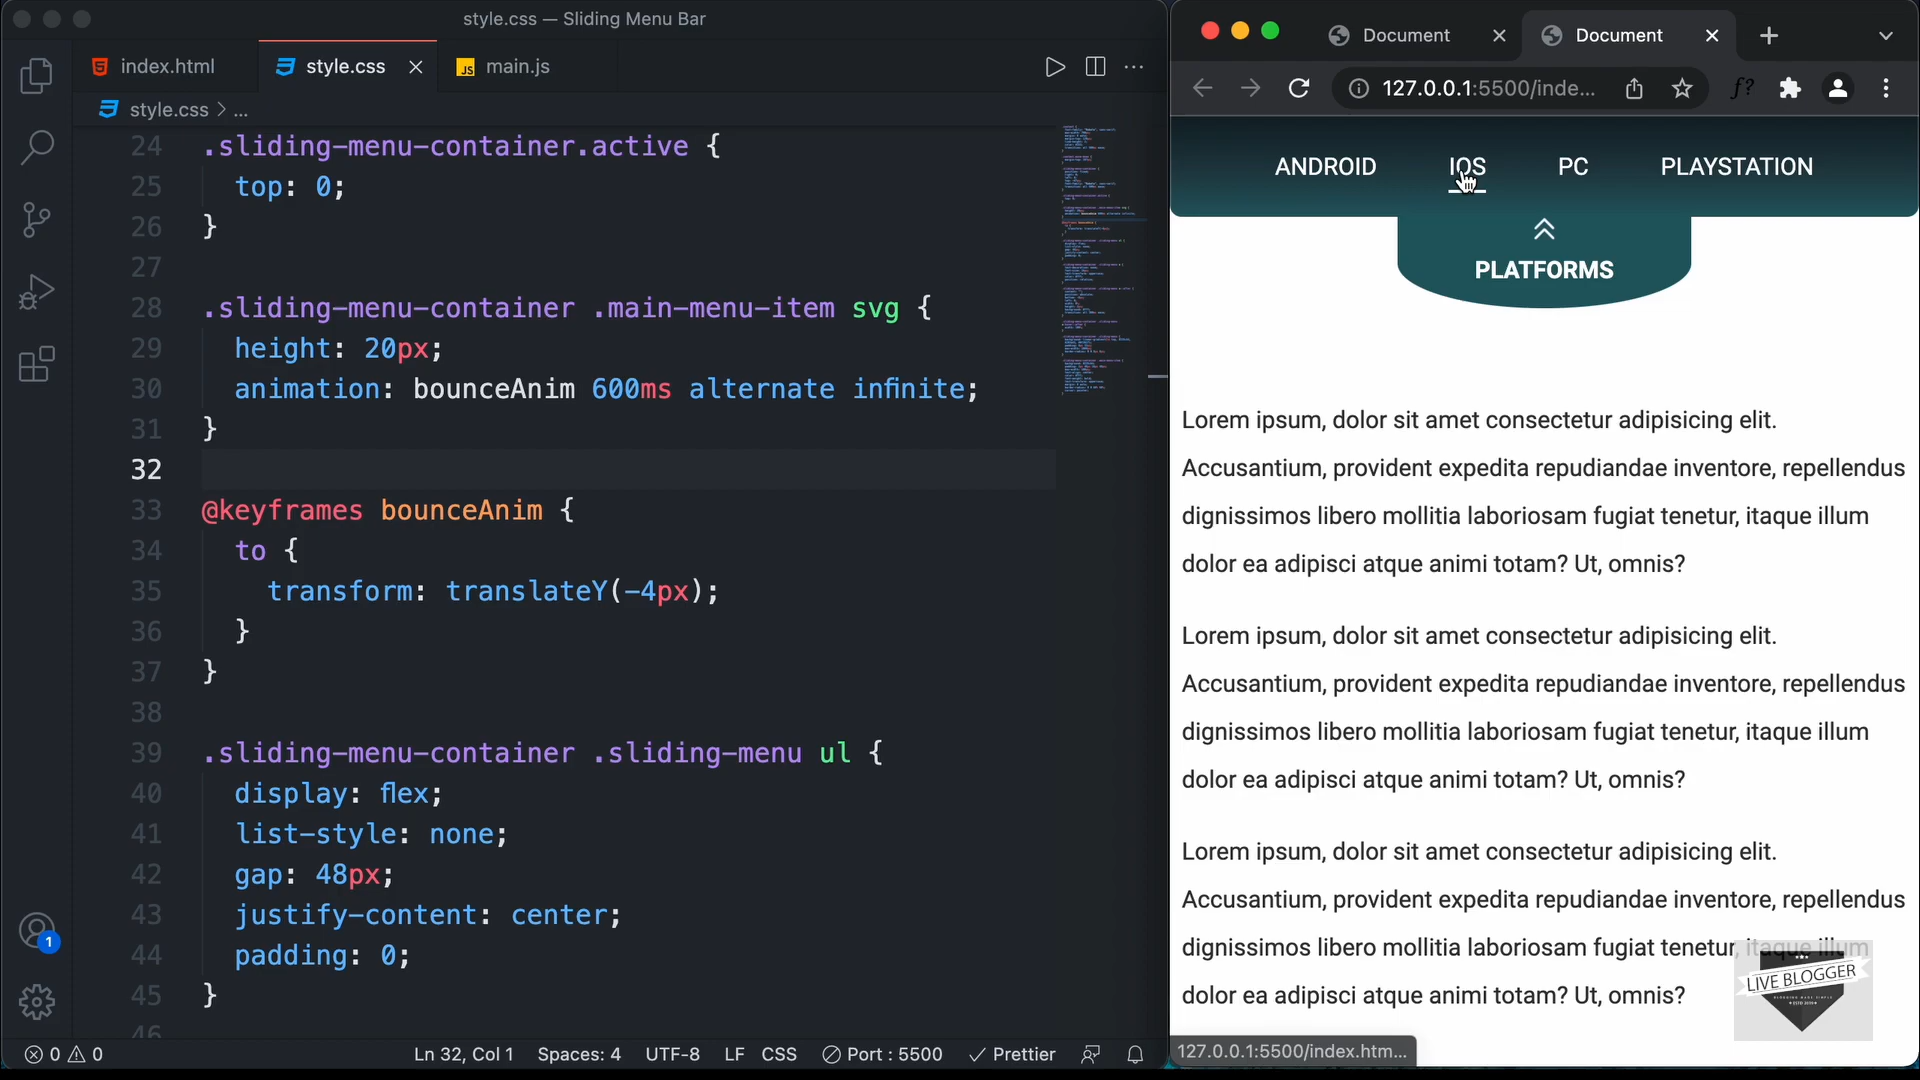 style.css — Sliding Menu Bar
index.html
style.css
main.js
style.css > ...
24 .sliding-menu-container.active {
25 top: 0;
26 }
27
28 .sliding-menu-container .main-menu-item svg {
29 height: 20px;
30 animation: bounceAnim 600ms alternate infinite;
31 }
32
33 @keyframes bounceAnim {
34 to {
35 transform: translateY(-4px);
36 }
37 }
38
39 .sliding-menu-container .sliding-menu ul {
40 display: flex;
41 list-style: none;
42 gap: 48px;
43 justify-content: center;
44 padding: 0;
45 }
46
1
0 0
Ln 32, Col 1
Spaces: 4
UTF-8
LF
CSS
Port : 5500
Prettier
Document
Document
127.0.0.1:5500/inde...
f?
ANDROID
IOS
PC
PLAYSTATION
PLATFORMS
Lorem ipsum, dolor sit amet consectetur adipisicing elit.
Accusantium, provident expedita repudiandae inventore, repellendus
dignissimos libero mollitia laboriosam fugiat tenetur, itaque illum
dolor ea adipisci atque animi totam? Ut, omnis?
Lorem ipsum, dolor sit amet consectetur adipisicing elit.
Accusantium, provident expedita repudiandae inventore, repellendus
dignissimos libero mollitia laboriosam fugiat tenetur, itaque illum
dolor ea adipisci atque animi totam? Ut, omnis?
Lorem ipsum, dolor sit amet consectetur adipisicing elit.
Accusantium, provident expedita repudiandae inventore, repellendus
dignissimos libero mollitia laboriosam fugiat tenetur, itaque illum
dolor ea adipisci atque animi totam? Ut, omnis?
LIVE BLOGGER
127.0.0.1:5500/index.htm...